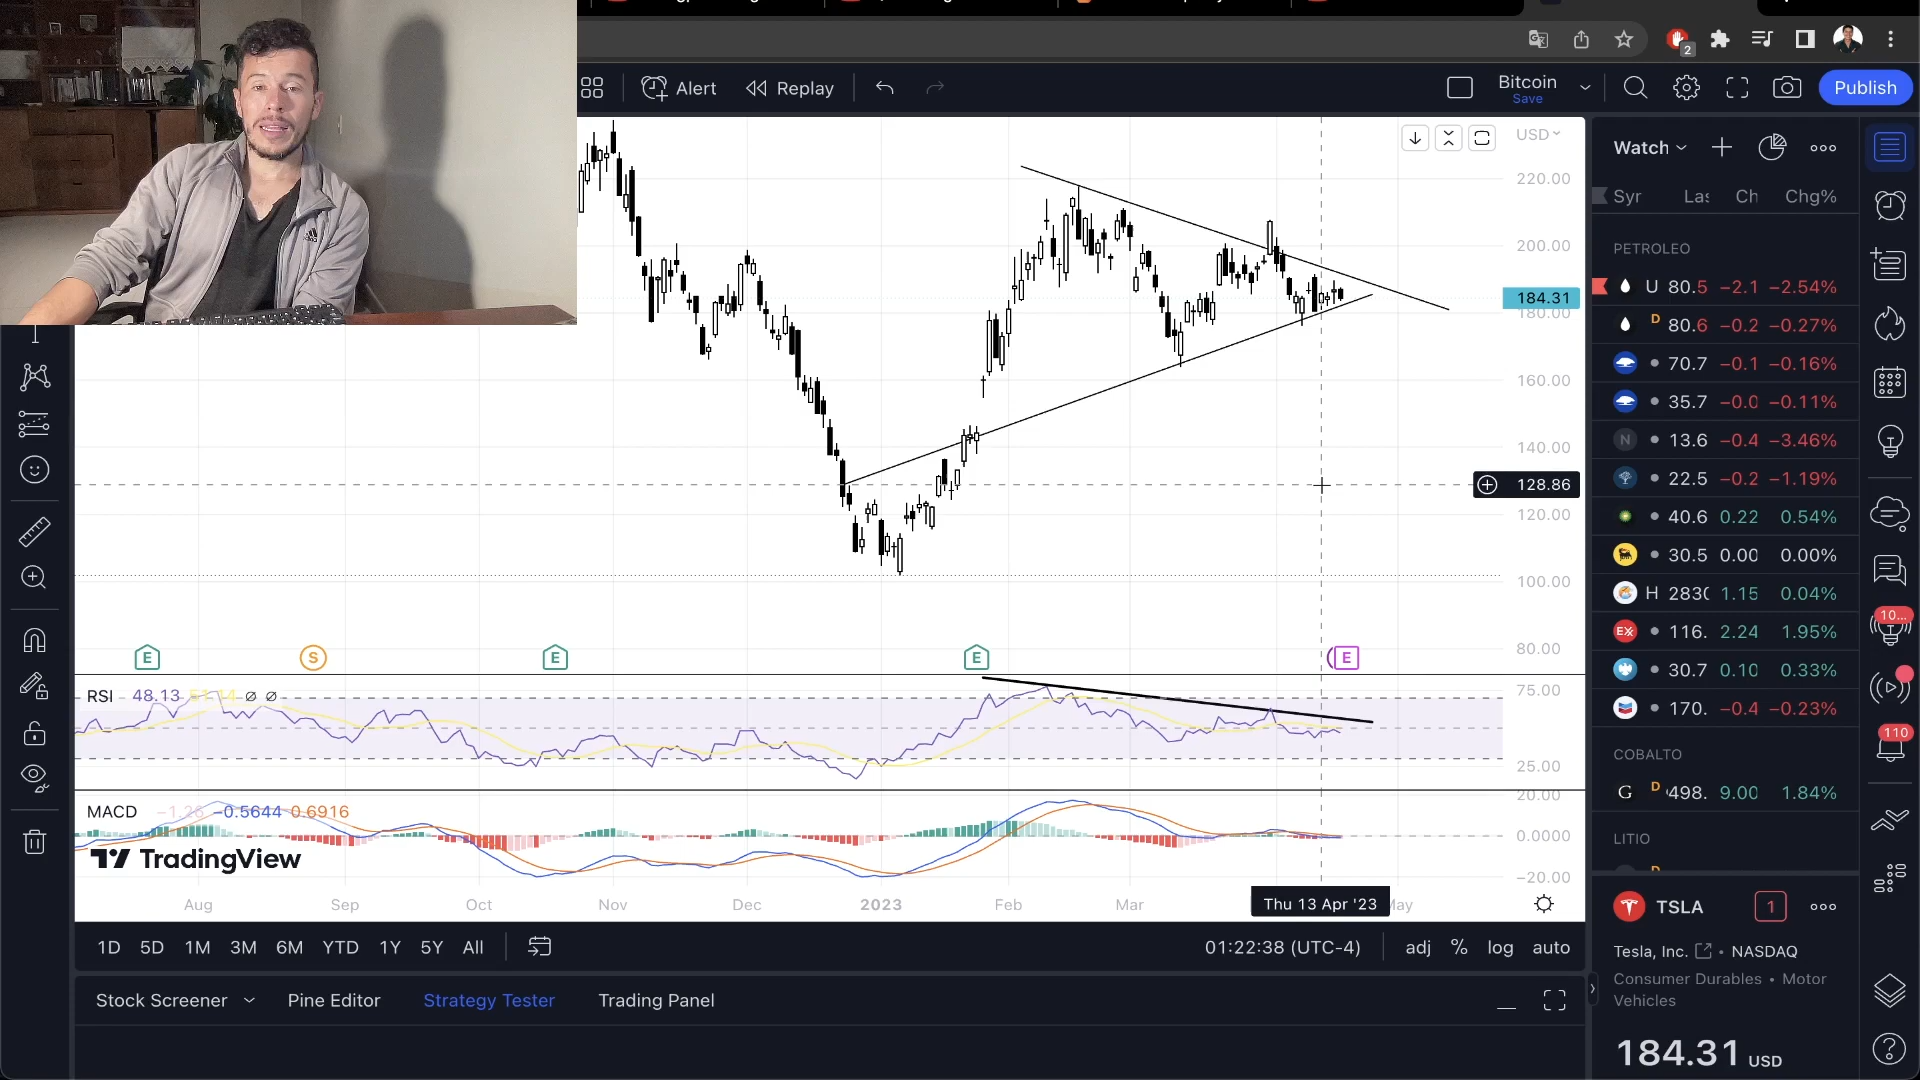 2
Alert
Replay
Bitcoin
Save
Publish
USD
220.00
200.00
184.31
180.00
160.00
140.00
128.86
120.00
100.00
80.00
E
S
E
E
E
RSI 48.13
75.00
25.00
MACD −0.5644 0.6916
20.00
0.0000
−20.00
TradingView
Aug
Sep
Oct
Nov
Dec
2023
Feb
Mar
Thu 13 Apr '23
May
1D 5D 1M 3M 6M YTD 1Y 5Y All
01:22:38 (UTC-4)
adj % log auto
Stock Screener
Pine Editor
Strategy Tester
Trading Panel
Watch
Syr Las Ch Chg%
PETROLEO
U 80.5 −2.1 −2.54%
D 80.6 −0.2 −0.27%
70.7 −0.1 −0.16%
35.7 −0.0 −0.11%
N 13.6 −0.4 −3.46%
22.5 −0.2 −1.19%
40.6 0.22 0.54%
30.5 0.00 0.00%
H 2830 1.15 0.04%
EX 116. 2.24 1.95%
30.7 0.10 0.33%
170. −0.4 −0.23%
COBALTO
G D 498. 9.00 1.84%
LITIO
TSLA
1
Tesla, Inc. • NASDAQ
Consumer Durables • Motor
Vehicles
184.31 USD
10...
110